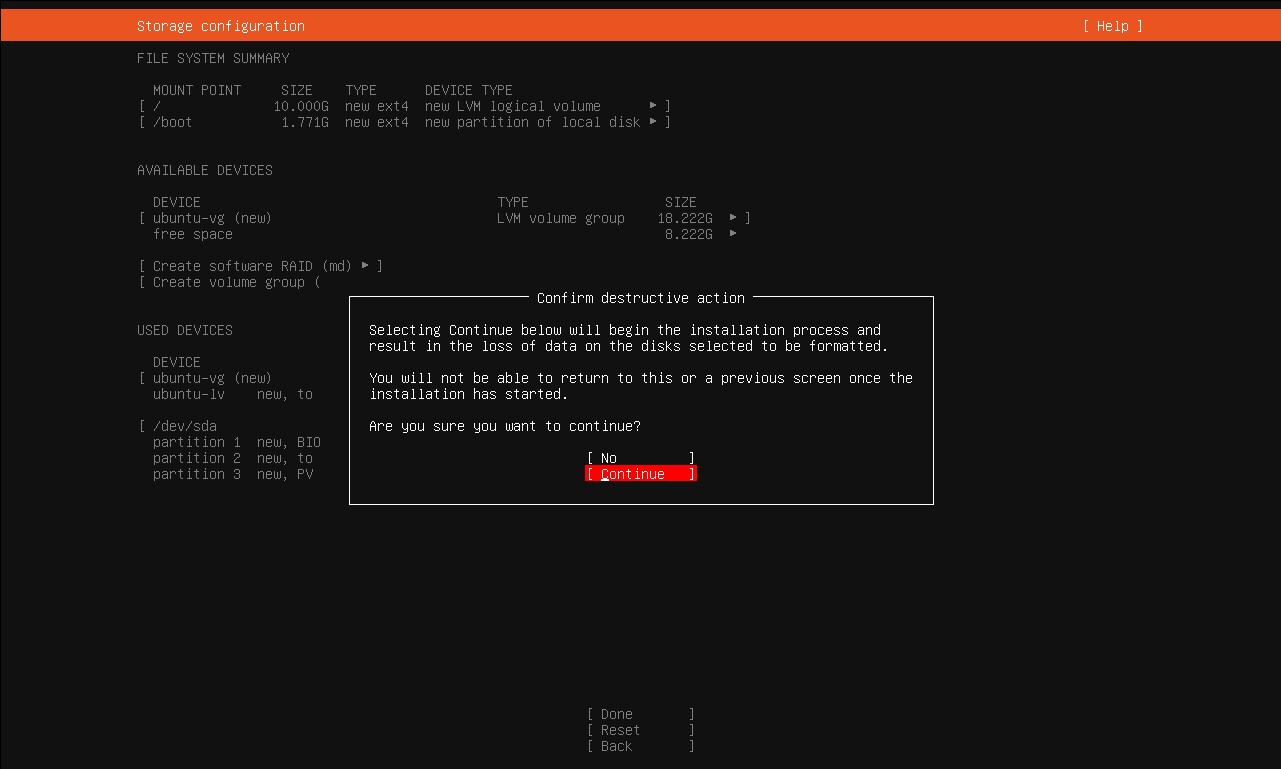 Storage configuration [ Help ]
FILE SYSTEM SUMMARY
MOUNT POINT SIZE TYPE DEVICE TYPE
[ / 10.000G new ext4 new LVM logical volume ▸ ]
[ /boot 1.771G new ext4 new partition of local disk ▸ ]
AVAILABLE DEVICES
DEVICE TYPE SIZE
[ ubuntu-vg (new) LVM volume group 18.222G ▸ ]
free space 8.222G ▸
[ Create software RAID (md) ▸ ]
[ Create volume group (
USED DEVICES
DEVICE
[ ubuntu-vg (new)
ubuntu-lv new, to
[ /dev/sda
partition 1 new, BIO
partition 2 new, to
partition 3 new, PV
Confirm destructive action
Selecting Continue below will begin the installation process and
result in the loss of data on the disks selected to be formatted.
You will not be able to return to this or a previous screen once the
installation has started.
Are you sure you want to continue?
[ No ]
[ Continue ]
[ Done ]
[ Reset ]
[ Back ]